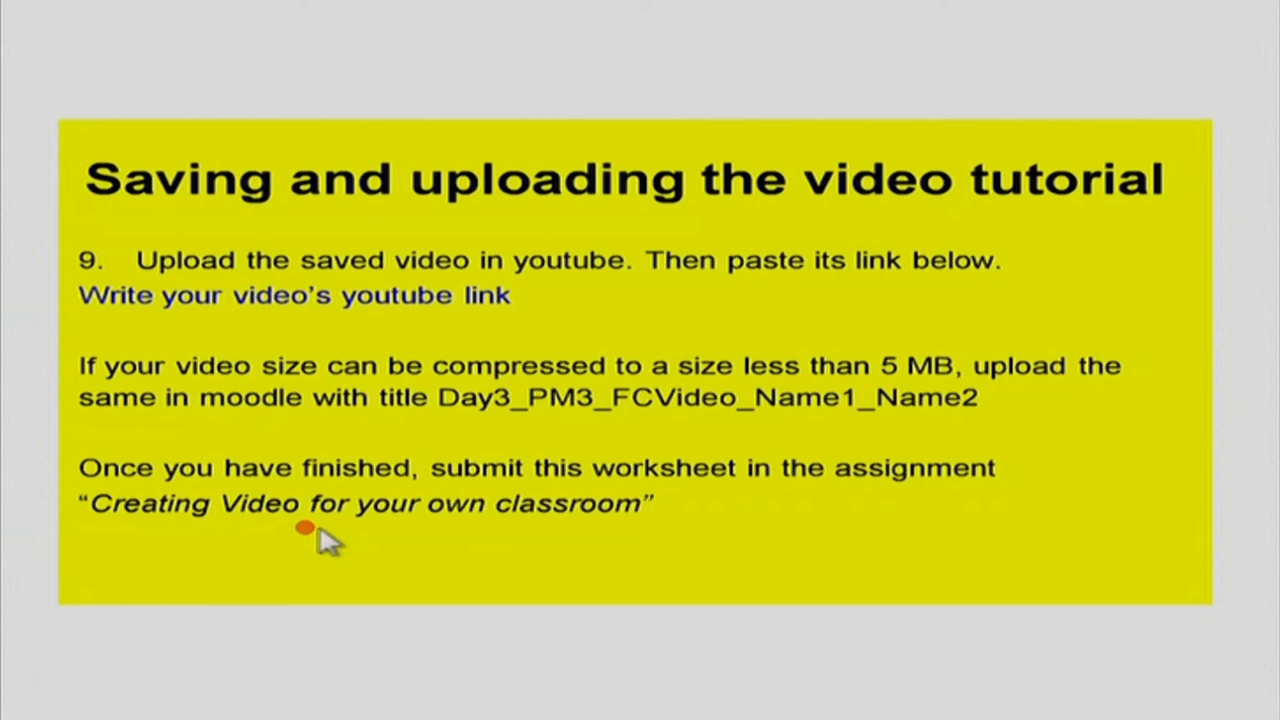 Saving and uploading the video tutorial
9. Upload the saved video in youtube. Then paste its link below.
Write your video’s youtube link
If your video size can be compressed to a size less than 5 MB, upload the
same in moodle with title Day3_PM3_FCVideo_Name1_Name2
Once you have finished, submit this worksheet in the assignment
“Creating Video for your own classroom”